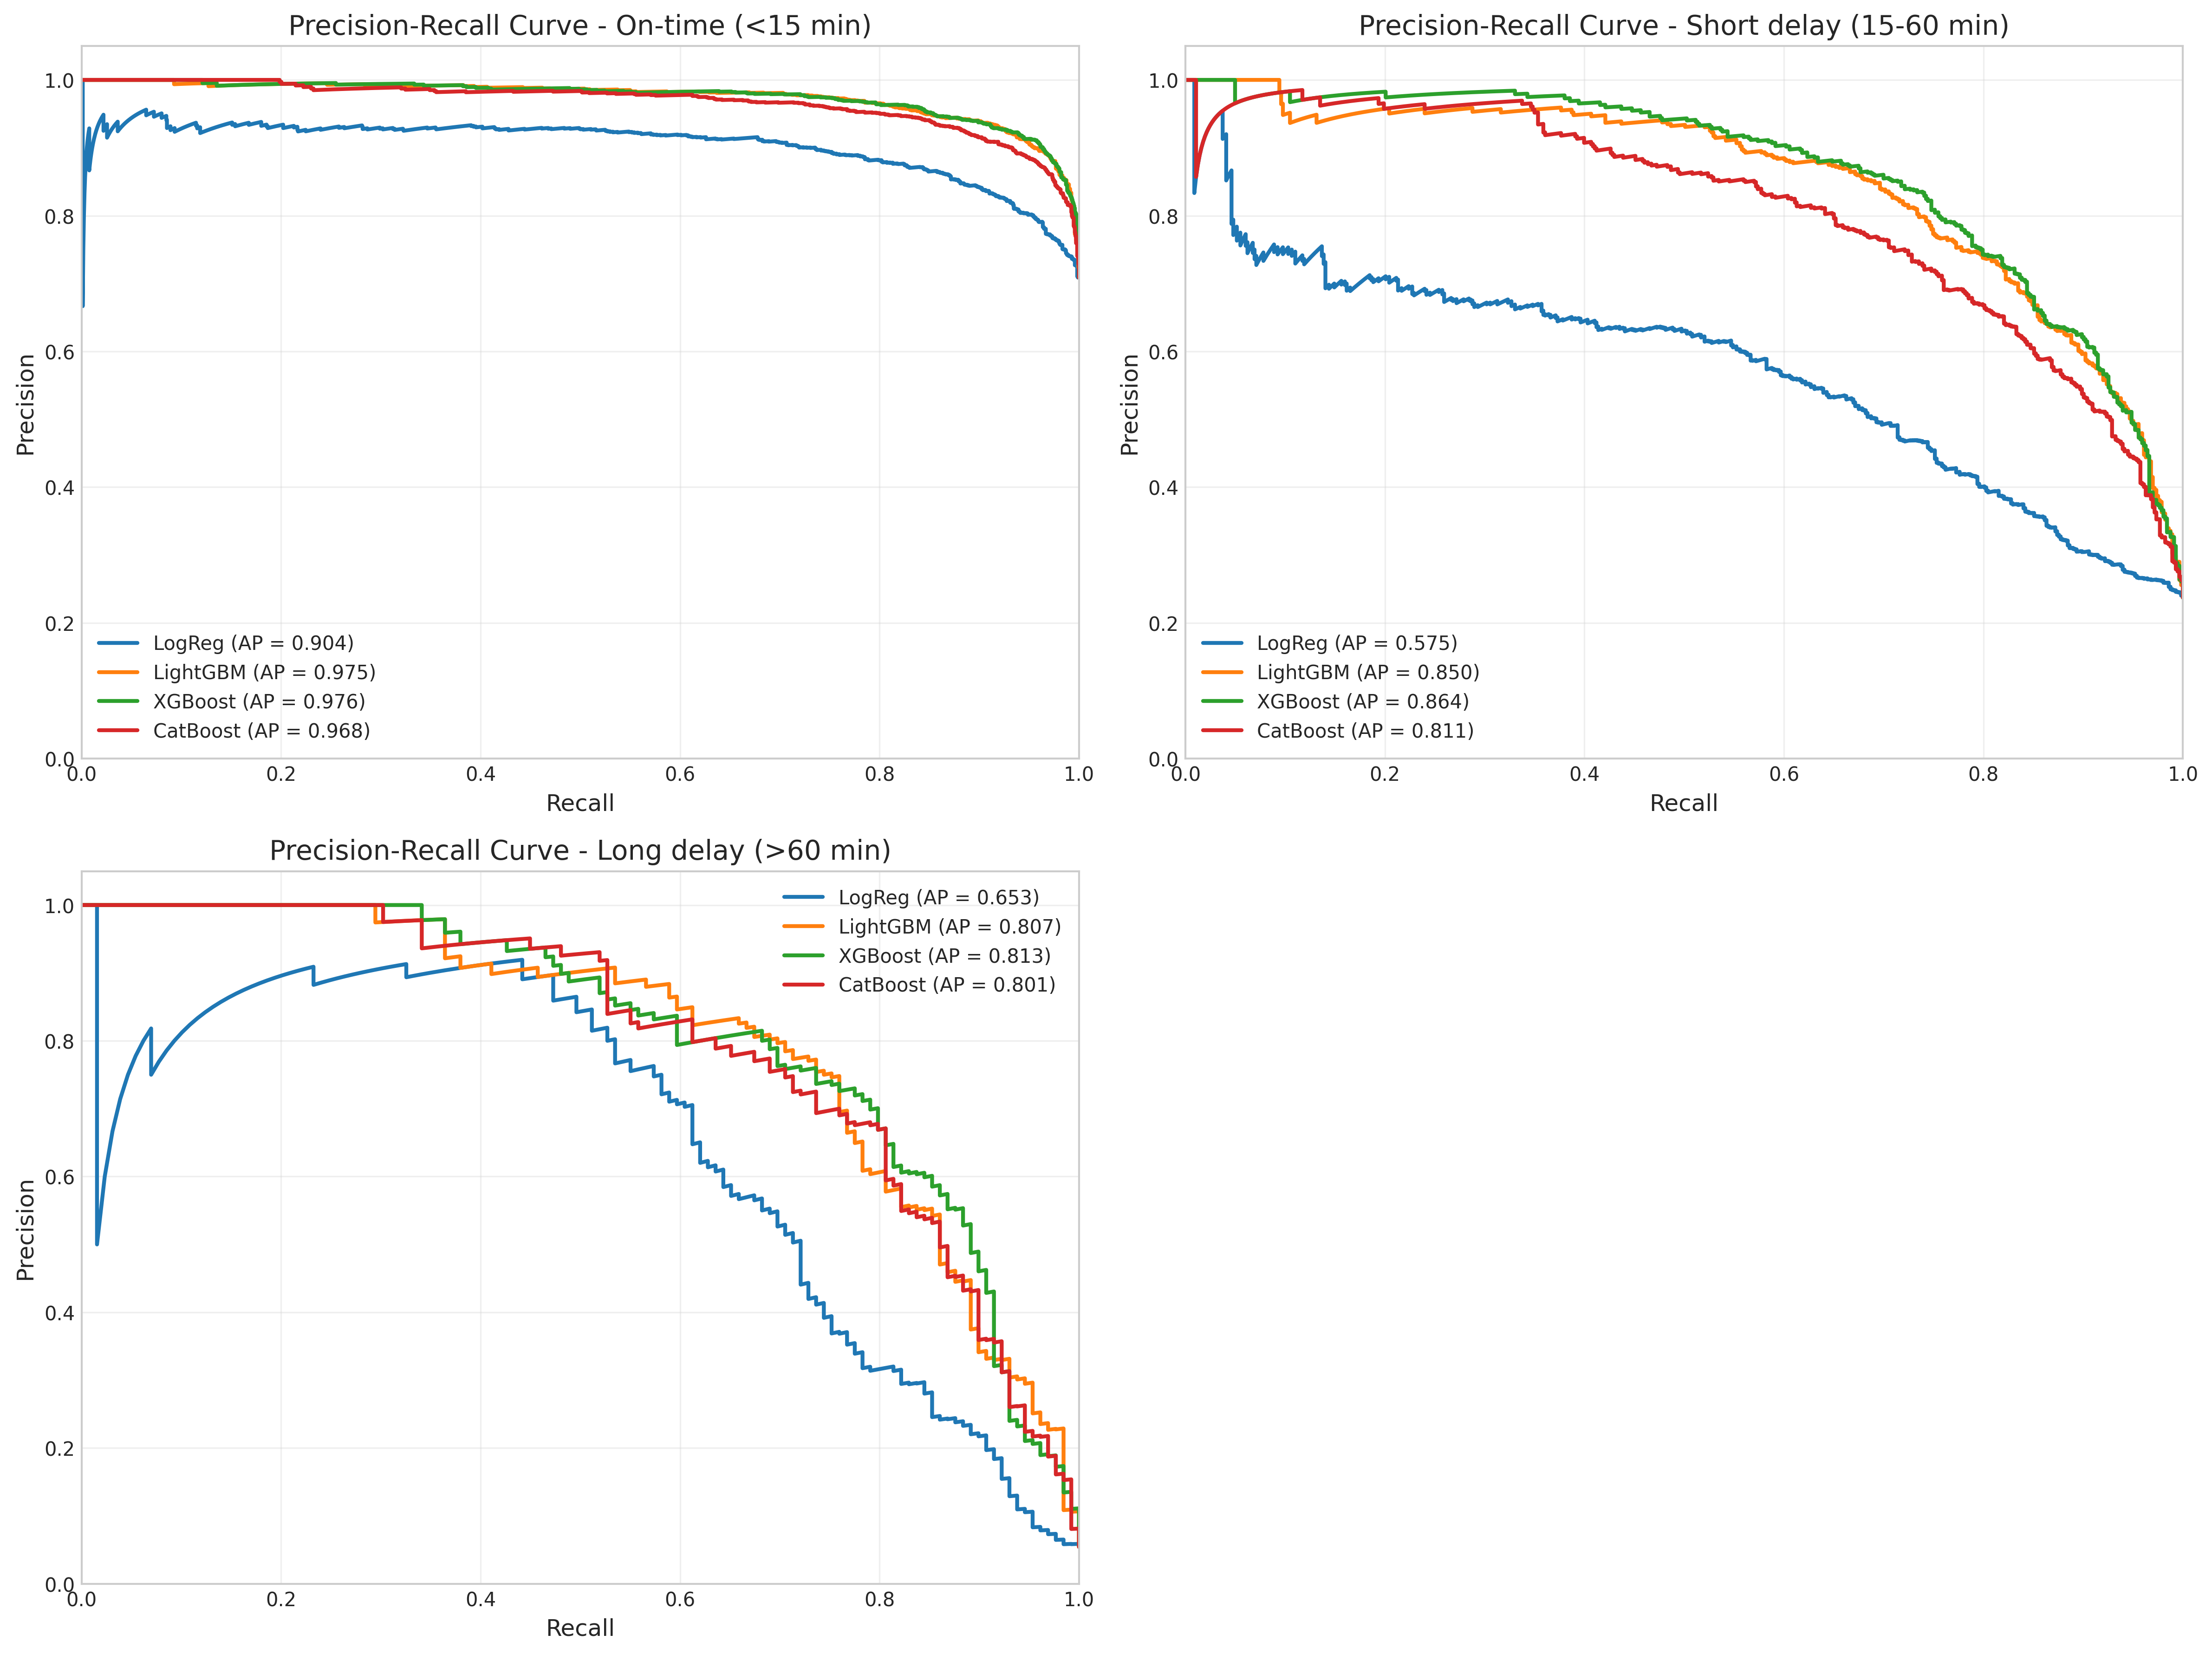 Precision-Recall Curve - On-time (<15 min)
1.0
0.8
0.6
0.4
0.2
0.0
Precision
LogReg (AP = 0.904)
LightGBM (AP = 0.975)
XGBoost (AP = 0.976)
CatBoost (AP = 0.968)
0.0 0.2 0.4 0.6 0.8 1.0
Recall
Precision-Recall Curve - Short delay (15-60 min)
1.0
0.8
0.6
0.4
0.2
0.0
Precision
LogReg (AP = 0.575)
LightGBM (AP = 0.850)
XGBoost (AP = 0.864)
CatBoost (AP = 0.811)
0.0 0.2 0.4 0.6 0.8 1.0
Recall
Precision-Recall Curve - Long delay (>60 min)
1.0
0.8
0.6
0.4
0.2
0.0
Precision
LogReg (AP = 0.653)
LightGBM (AP = 0.807)
XGBoost (AP = 0.813)
CatBoost (AP = 0.801)
0.0 0.2 0.4 0.6 0.8 1.0
Recall